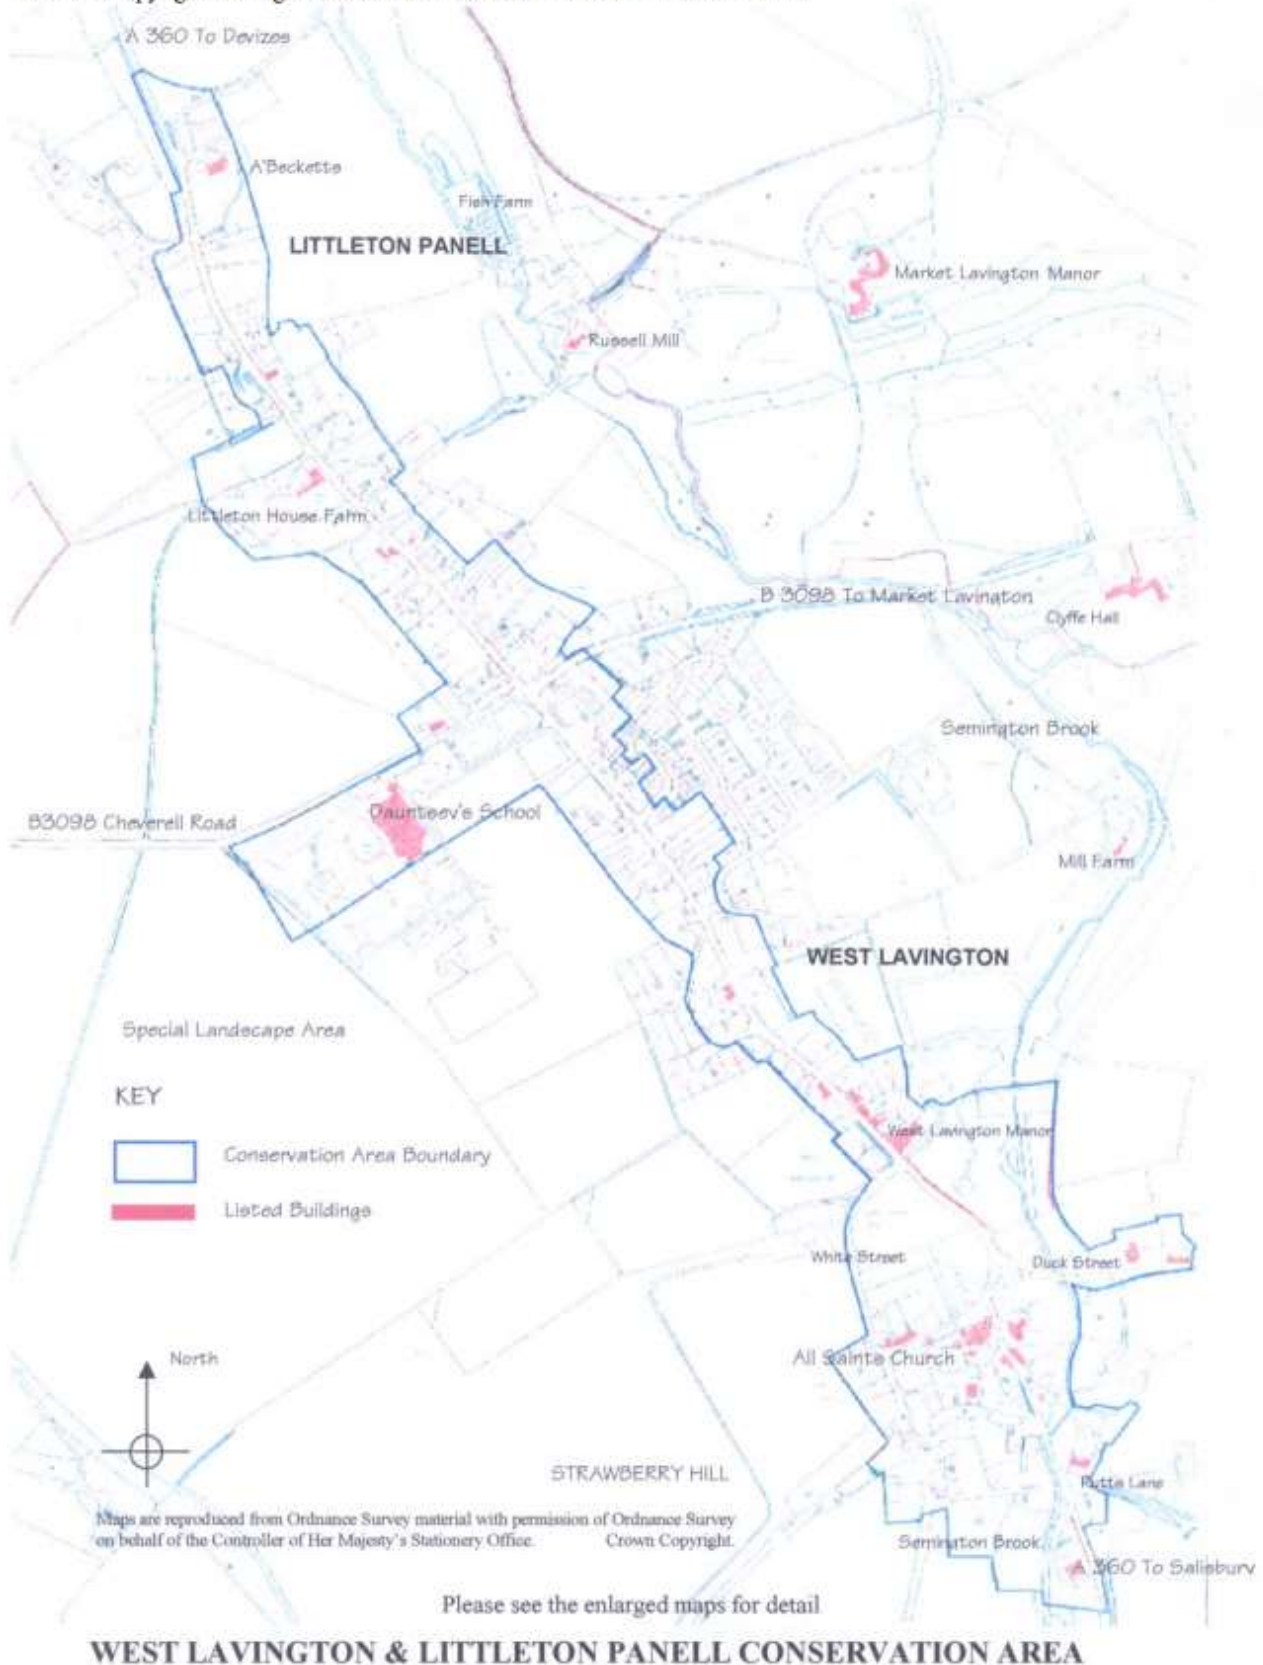 A 360 To Devizes
A'Becketts
Fish Farm
LITTLETON PANELL
Market Lavington Manor
Russell Mill
Littleton House Farm
B 3098 To Market Lavington
Clyffe Hall
Semington Brook
Dauntsey's School
B3098 Cheverell Road
Mill Farm
WEST LAVINGTON
Special Landscape Area
KEY
West Lavington Manor
Conservation Area Boundary
Listed Buildings
White Street
Duck Street
North
All Saints Church
STRAWBERRY HILL
Rutts Lane
Maps are reproduced from Ordnance Survey material with permission of Ordnance Survey
on behalf of the Controller of Her Majesty's Stationery Office. Crown Copyright.
Semington Brook
A 360 To Salisbury
Please see the enlarged maps for detail
WEST LAVINGTON & LITTLETON PANELL CONSERVATION AREA